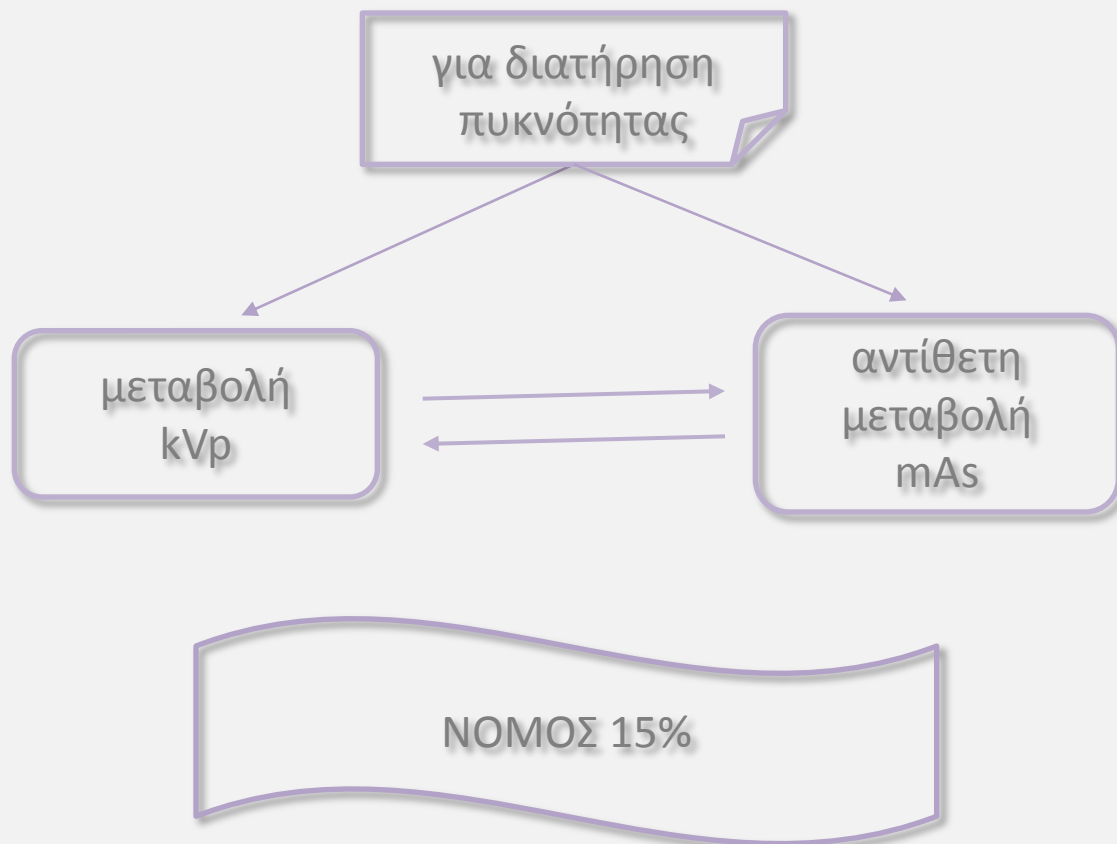 για διατήρηση
πυκνότητας
μεταβολή
kVp
αντίθετη
μεταβολή
mAs
ΝΟΜΟΣ 15%